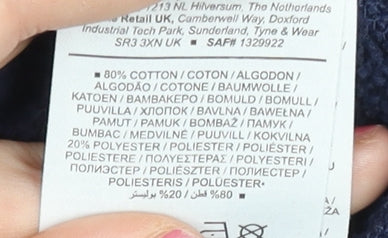 1213 NL Hilversum, The Netherlands
e Retail UK, Camberwell Way, Doxford
Industrial Tech Park, Sunderland, Tyne & Wear
SR3 3XN UK ▪ SAF# 1329922
▪ 80% COTTON / COTON / ALGODON /
ALGODÃO / COTONE / BAUMWOLLE /
KATOEN / ΒΑΜΒΑΚΕΡΟ / BOMULD / BOMULL /
PUUVILLA / ХЛОПОК / BAVLNA / BAWEŁNA /
PAMUT / PAMUK / BOMBAŽ / ПАМУК /
BUMBAC / MEDVILNĖ / PUUVILL / KOKVILNA
20% POLYESTER / POLIESTER / POLIÉSTER /
POLIESTERE / ΠΟΛΥΕΣΤΕΡΑΣ / POLYESTERI /
ПОЛИЭСТЕР / POLIÉSZTER / ПОЛИЕСТЕР /
POLIESTERIS / POLÜESTER▪
▪ 80% قطن / 20% بوليستر